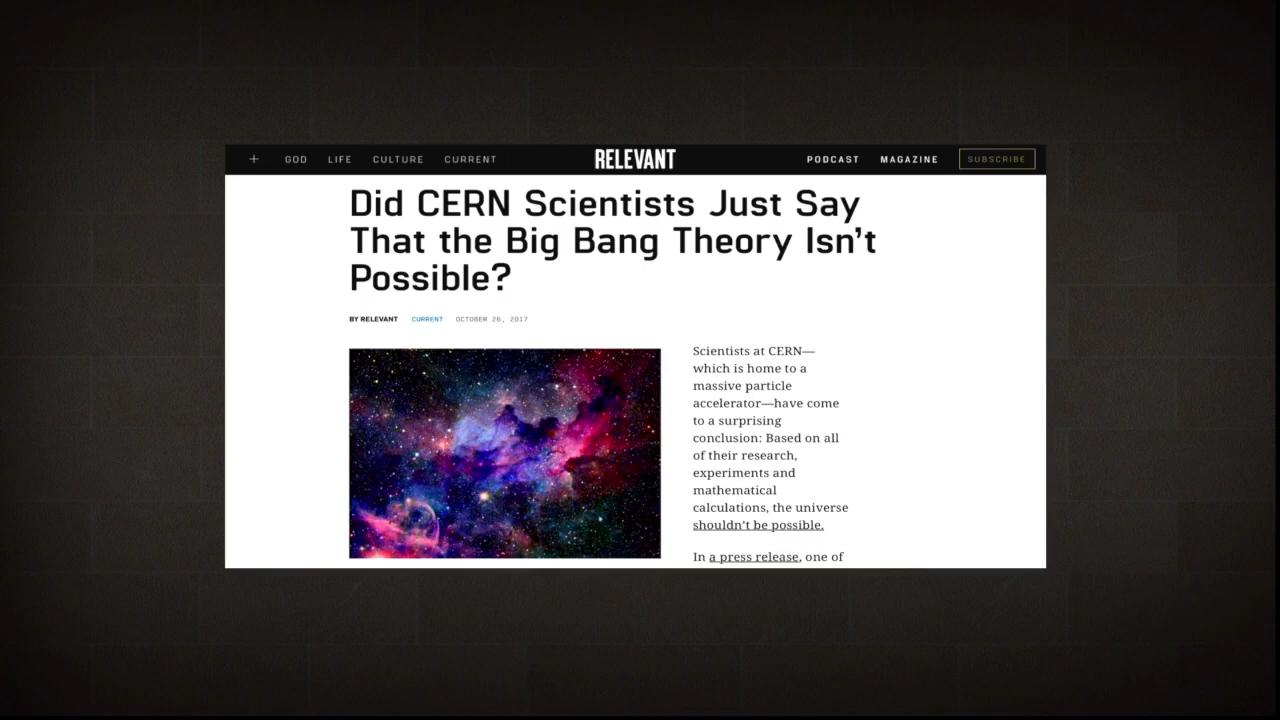 + GOD LIFE CULTURE CURRENT RELEVANT PODCAST MAGAZINE SUBSCRIBE
Did CERN Scientists Just Say
That the Big Bang Theory Isn’t
Possible?
BY RELEVANT CURRENT OCTOBER 26, 2017
Scientists at CERN—
which is home to a
massive particle
accelerator—have come
to a surprising
conclusion: Based on all
of their research,
experiments and
mathematical
calculations, the universe
shouldn’t be possible.
In a press release, one of